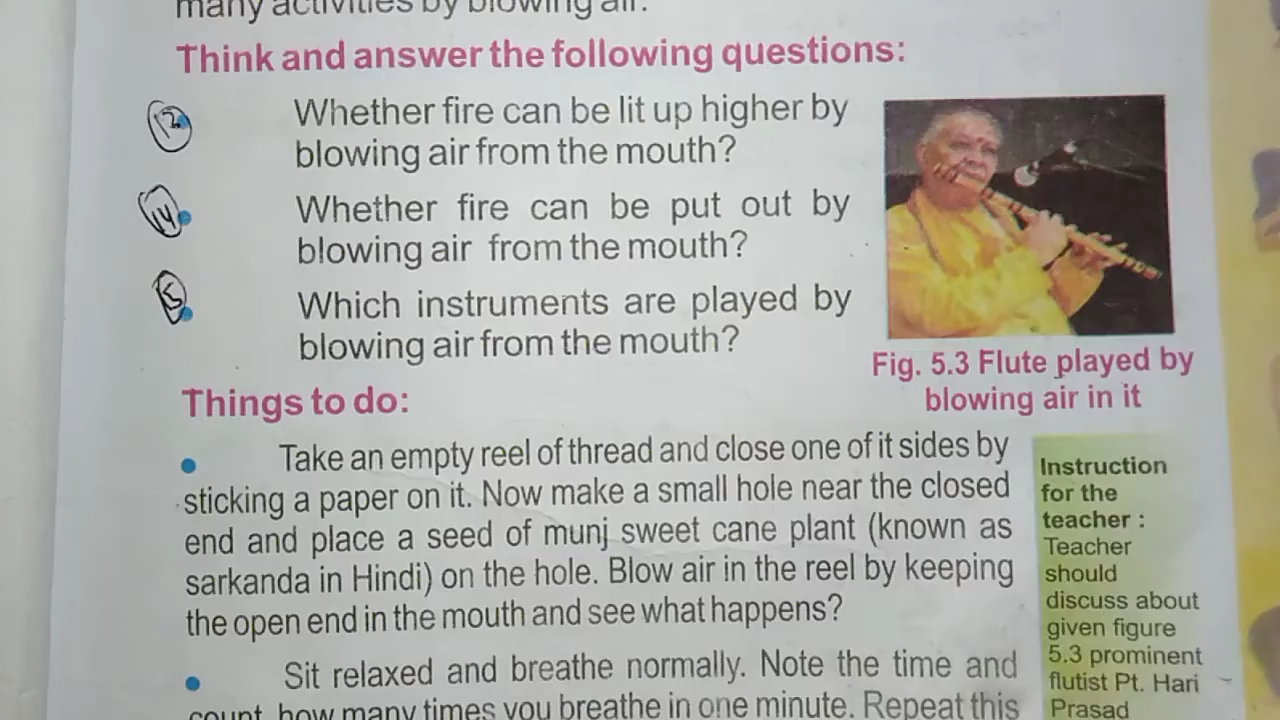 many activities by blowing air.
Think and answer the following questions:
Whether fire can be lit up higher by
blowing air from the mouth?
14
Whether fire can be put out by
blowing air from the mouth?
15
Which instruments are played by
blowing air from the mouth?
Fig. 5.3 Flute played by
blowing air in it
Things to do:
Take an empty reel of thread and close one of it sides by
sticking a paper on it. Now make a small hole near the closed
end and place a seed of munj sweet cane plant (known as
sarkanda in Hindi) on the hole. Blow air in the reel by keeping
the open end in the mouth and see what happens?
Sit relaxed and breathe normally. Note the time and
count how many times you breathe in one minute. Repeat this
Instruction
for the
teacher :
Teacher
should
discuss about
given figure
5.3 prominent
flutist Pt. Hari
Prasad